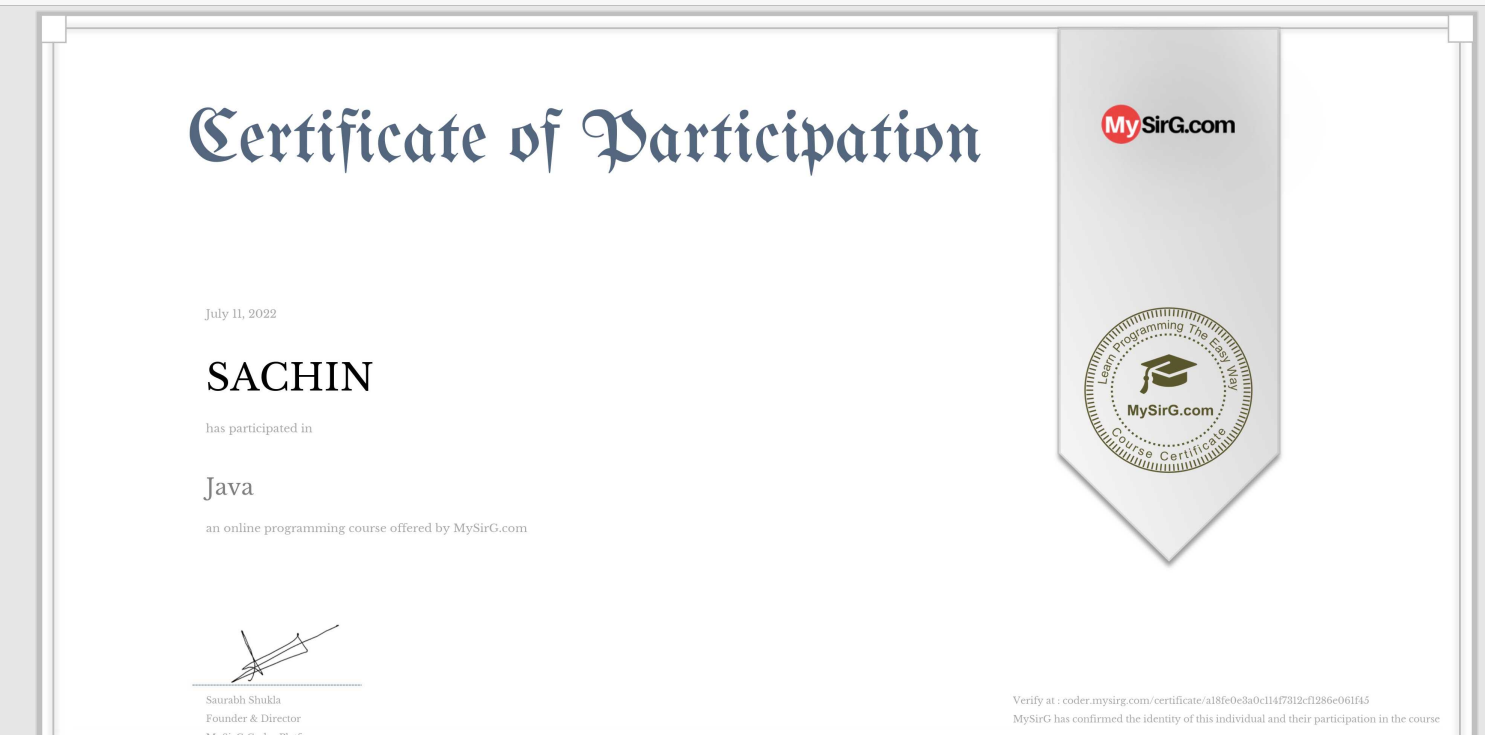 Certificate of Participation
MySirG.com
July 11, 2022
SACHIN
has participated in
Java
an online programming course offered by MySirG.com
Learn Programming The Easy Way
MySirG.com
Course Certificate
Saurabh Shukla
Founder & Director
Verify at : coder.mysirg.com/certificate/a18fe0e3a0c114f7312cf1286e061f45
MySirG has confirmed the identity of this individual and their participation in the course